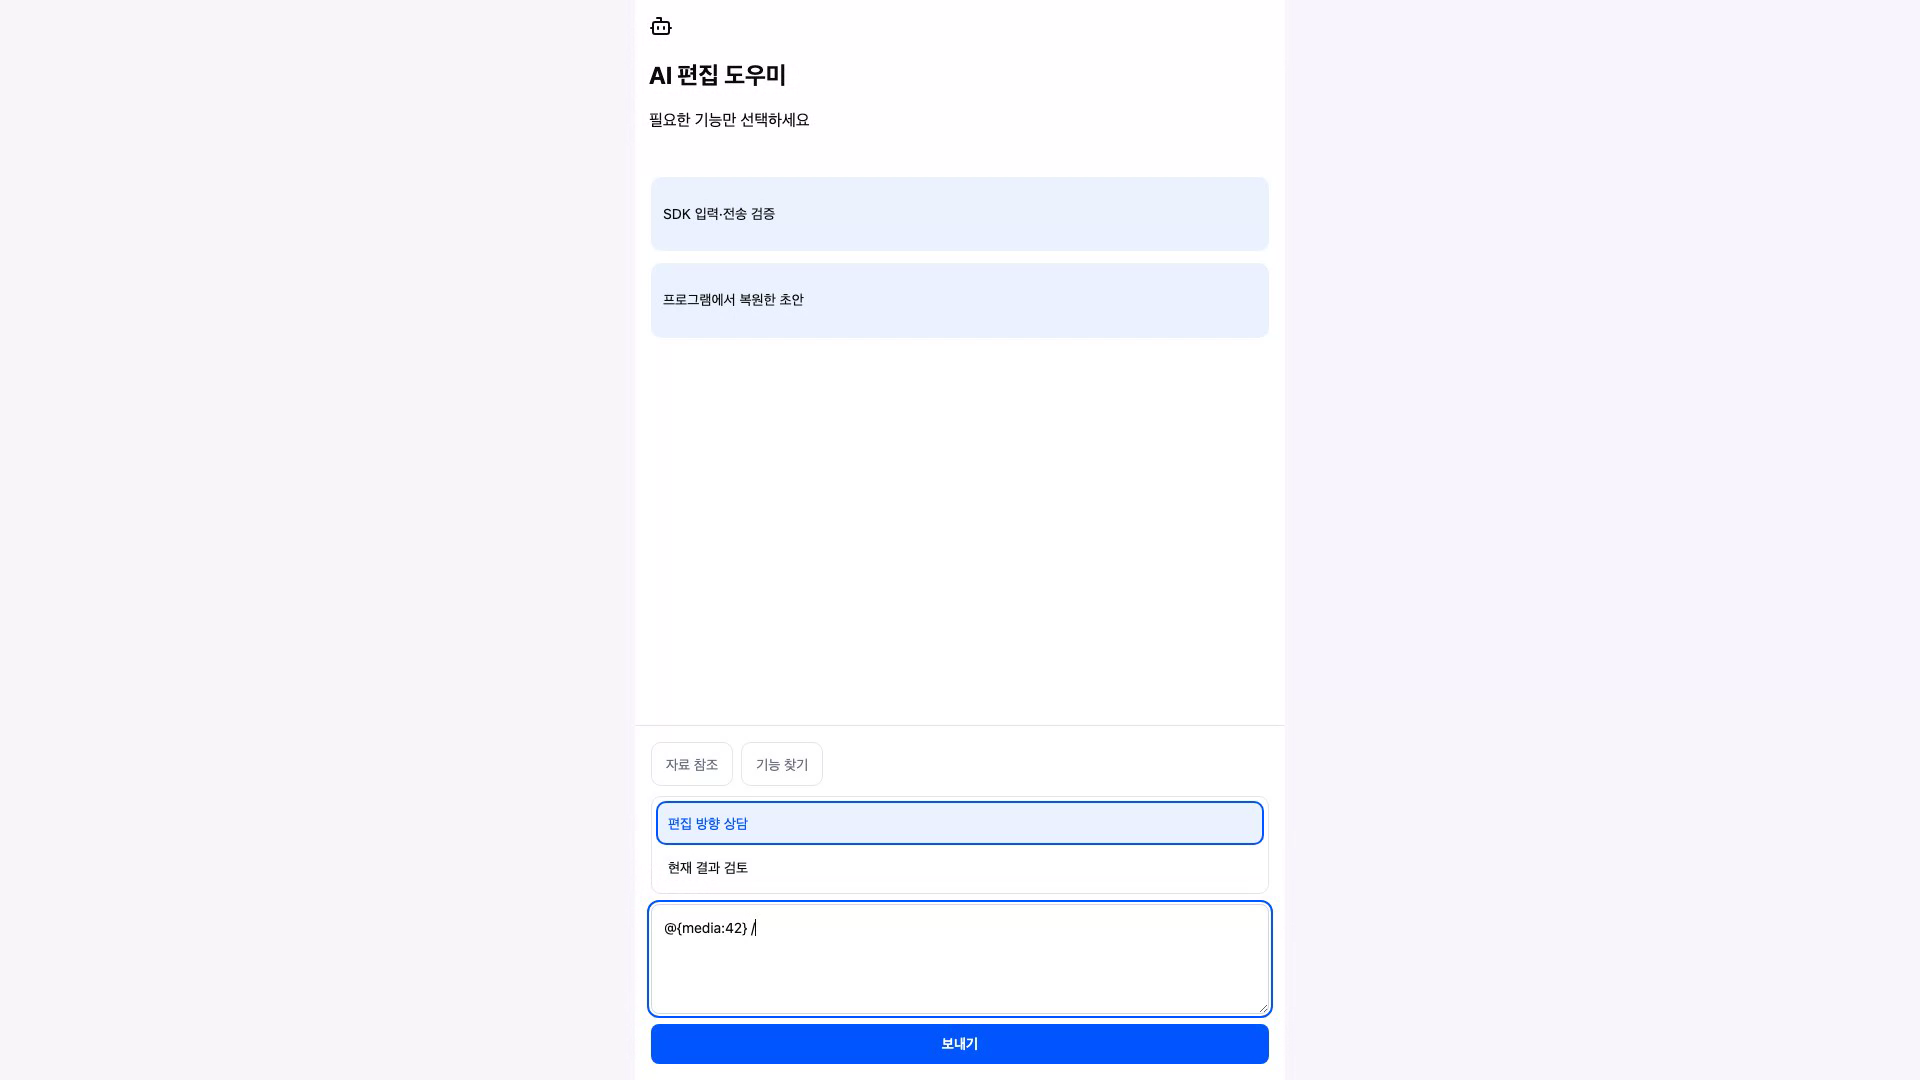 AI 편집 도우미
필요한 기능만 선택하세요
SDK 입력·전송 검증
프로그램에서 복원한 초안
자료 참조
기능 찾기
편집 방향 상담
현재 결과 검토
@{media:42} /
보내기